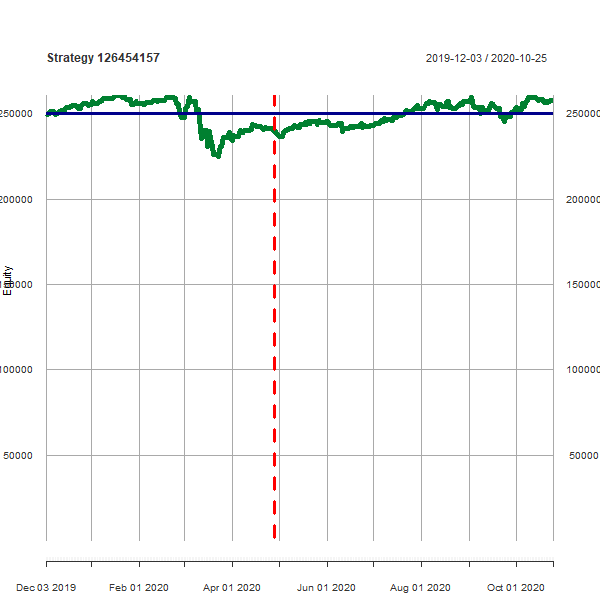 Strategy 126454157
2019-12-03 / 2020-10-25
250000
250000
200000
200000
150000
150000
100000
100000
50000
50000
Equity
Dec 03 2019
Feb 01 2020
Apr 01 2020
Jun 01 2020
Aug 01 2020
Oct 01 2020